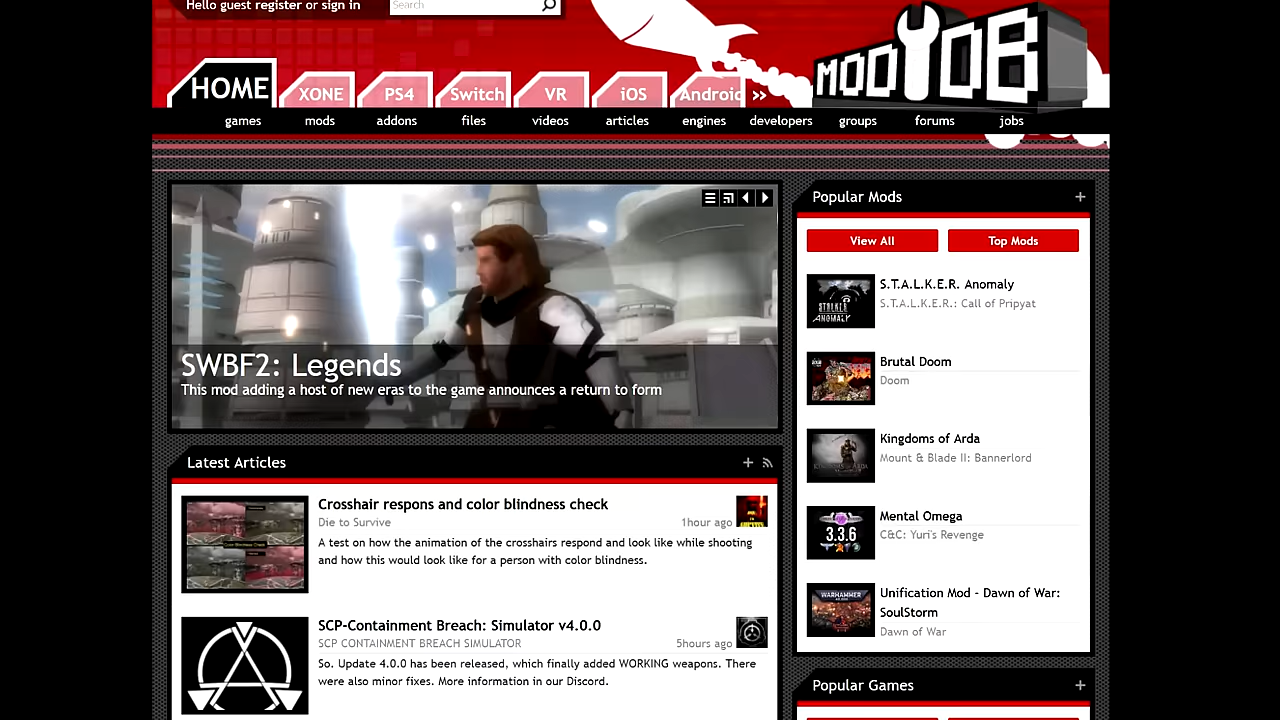 Hello guest register or sign in
Search
MODDB
HOME
XONE
PS4
Switch
VR
iOS
Android
»
games
mods
addons
files
videos
articles
engines
developers
groups
forums
jobs
SWBF2: Legends
This mod adding a host of new eras to the game announces a return to form
Latest Articles
Crosshair respons and color blindness check
Die to Survive
1hour ago
A test on how the animation of the crosshairs respond and look like while shooting
and how this would look like for a person with color blindness.
SCP-Containment Breach: Simulator v4.0.0
SCP CONTAINMENT BREACH SIMULATOR
5hours ago
So. Update 4.0.0 has been released, which finally added WORKING weapons. There
were also minor fixes. More information in our Discord.
Popular Mods
View All
Top Mods
STALKER
ANOMALY
S.T.A.L.K.E.R. Anomaly
S.T.A.L.K.E.R.: Call of Pripyat
Brutal Doom
Doom
KINGDOMS OF ARDA
Kingdoms of Arda
Mount & Blade II: Bannerlord
3.3.6
Mental Omega
C&C: Yuri's Revenge
WARHAMMER
Unification Mod - Dawn of War:
SoulStorm
Dawn of War
Popular Games